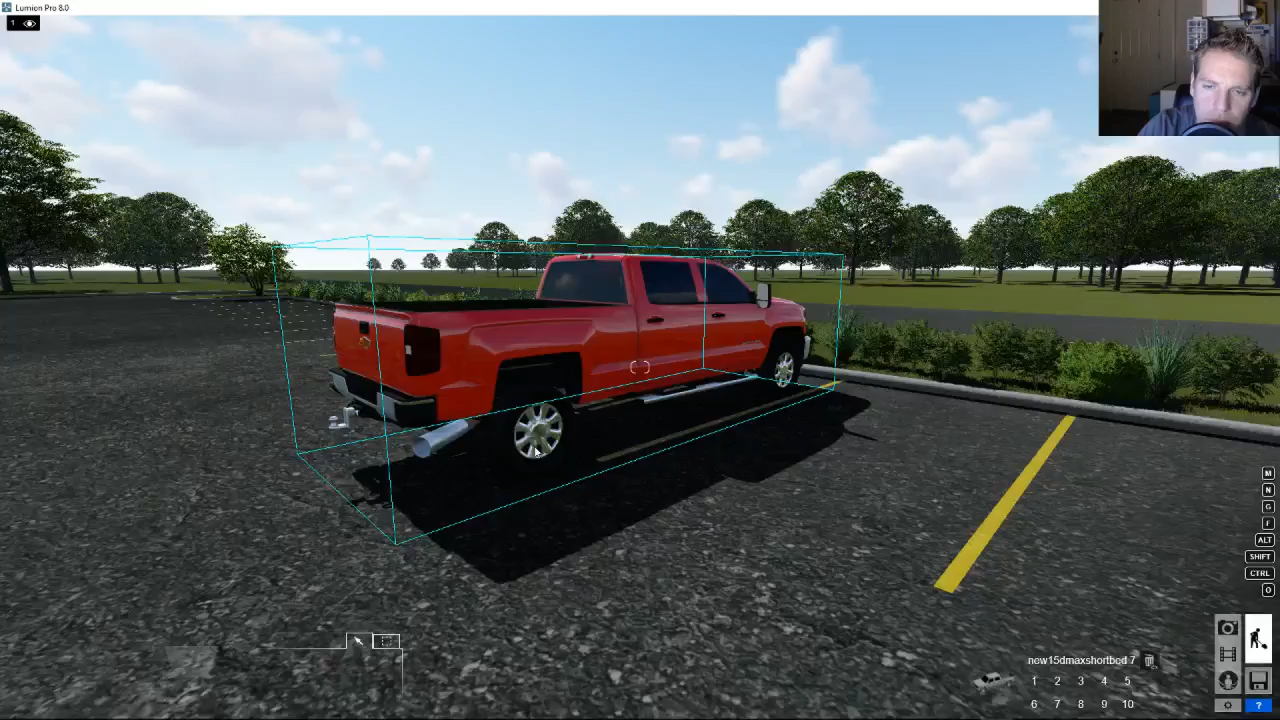 Lumion Pro 8.0
1
M
N
G
F
ALT
SHIFT
CTRL
O
new15dmaxshortbed 7
1 2 3 4 5
6 7 8 9 10
?